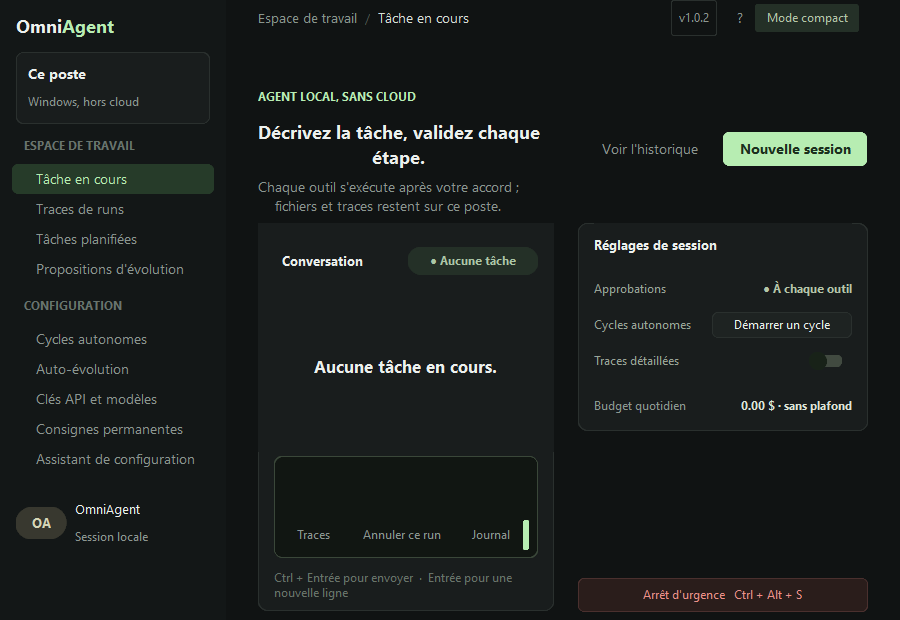 OmniAgent
Ce poste
Windows, hors cloud
ESPACE DE TRAVAIL
Tâche en cours
Traces de runs
Tâches planifiées
Propositions d'évolution
CONFIGURATION
Cycles autonomes
Auto-évolution
Clés API et modèles
Consignes permanentes
Assistant de configuration
OA
OmniAgent
Session locale
Espace de travail / Tâche en cours
v1.0.2
?
Mode compact
AGENT LOCAL, SANS CLOUD
Décrivez la tâche, validez chaque
étape.
Chaque outil s'exécute après votre accord ;
fichiers et traces restent sur ce poste.
Voir l'historique
Nouvelle session
Conversation
• Aucune tâche
Aucune tâche en cours.
Traces
Annuler ce run
Journal
Ctrl + Entrée pour envoyer · Entrée pour une
nouvelle ligne
Réglages de session
Approbations
• À chaque outil
Cycles autonomes
Démarrer un cycle
Traces détaillées
Budget quotidien
0.00 $ · sans plafond
Arrêt d'urgence Ctrl + Alt + S